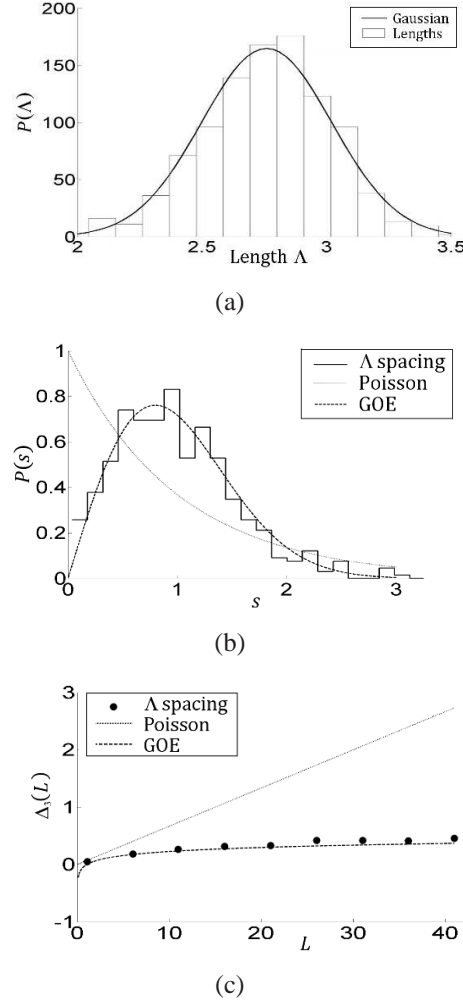 200
150
100
50
0
P(Λ)
Gaussian
Lengths
2
2.5
3
3.5
Length Λ
(a)
1
0.8
0.6
0.4
0.2
0
P(s)
Λ spacing
Poisson
GOE
0
1
2
3
s
(b)
3
2
1
0
-1
Δ₃(L)
Λ spacing
Poisson
GOE
0
10
20
30
40
L
(c)